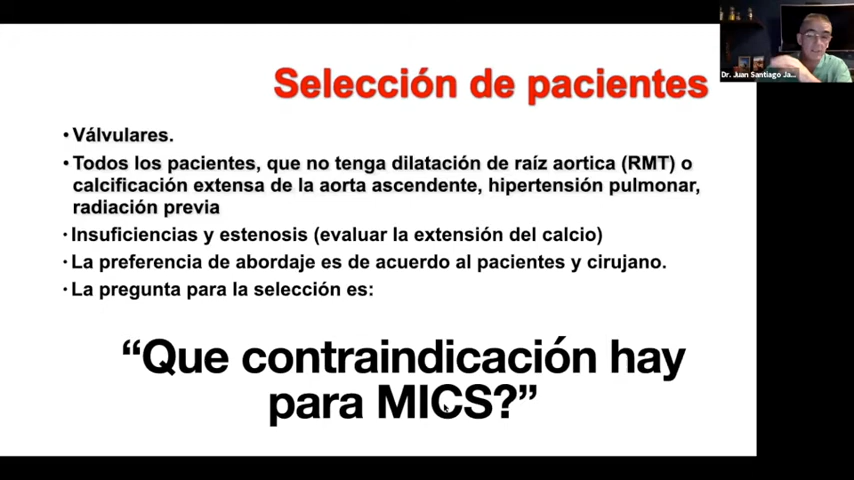 Dr. Juan Santiago Ja...
Selección de pacientes
• Válvulares.
• Todos los pacientes, que no tenga dilatación de raíz aortica (RMT) o
calcificación extensa de la aorta ascendente, hipertensión pulmonar,
radiación previa
• Insuficiencias y estenosis (evaluar la extensión del calcio)
• La preferencia de abordaje es de acuerdo al pacientes y cirujano.
• La pregunta para la selección es:
“Que contraindicación hay
para MICS?”